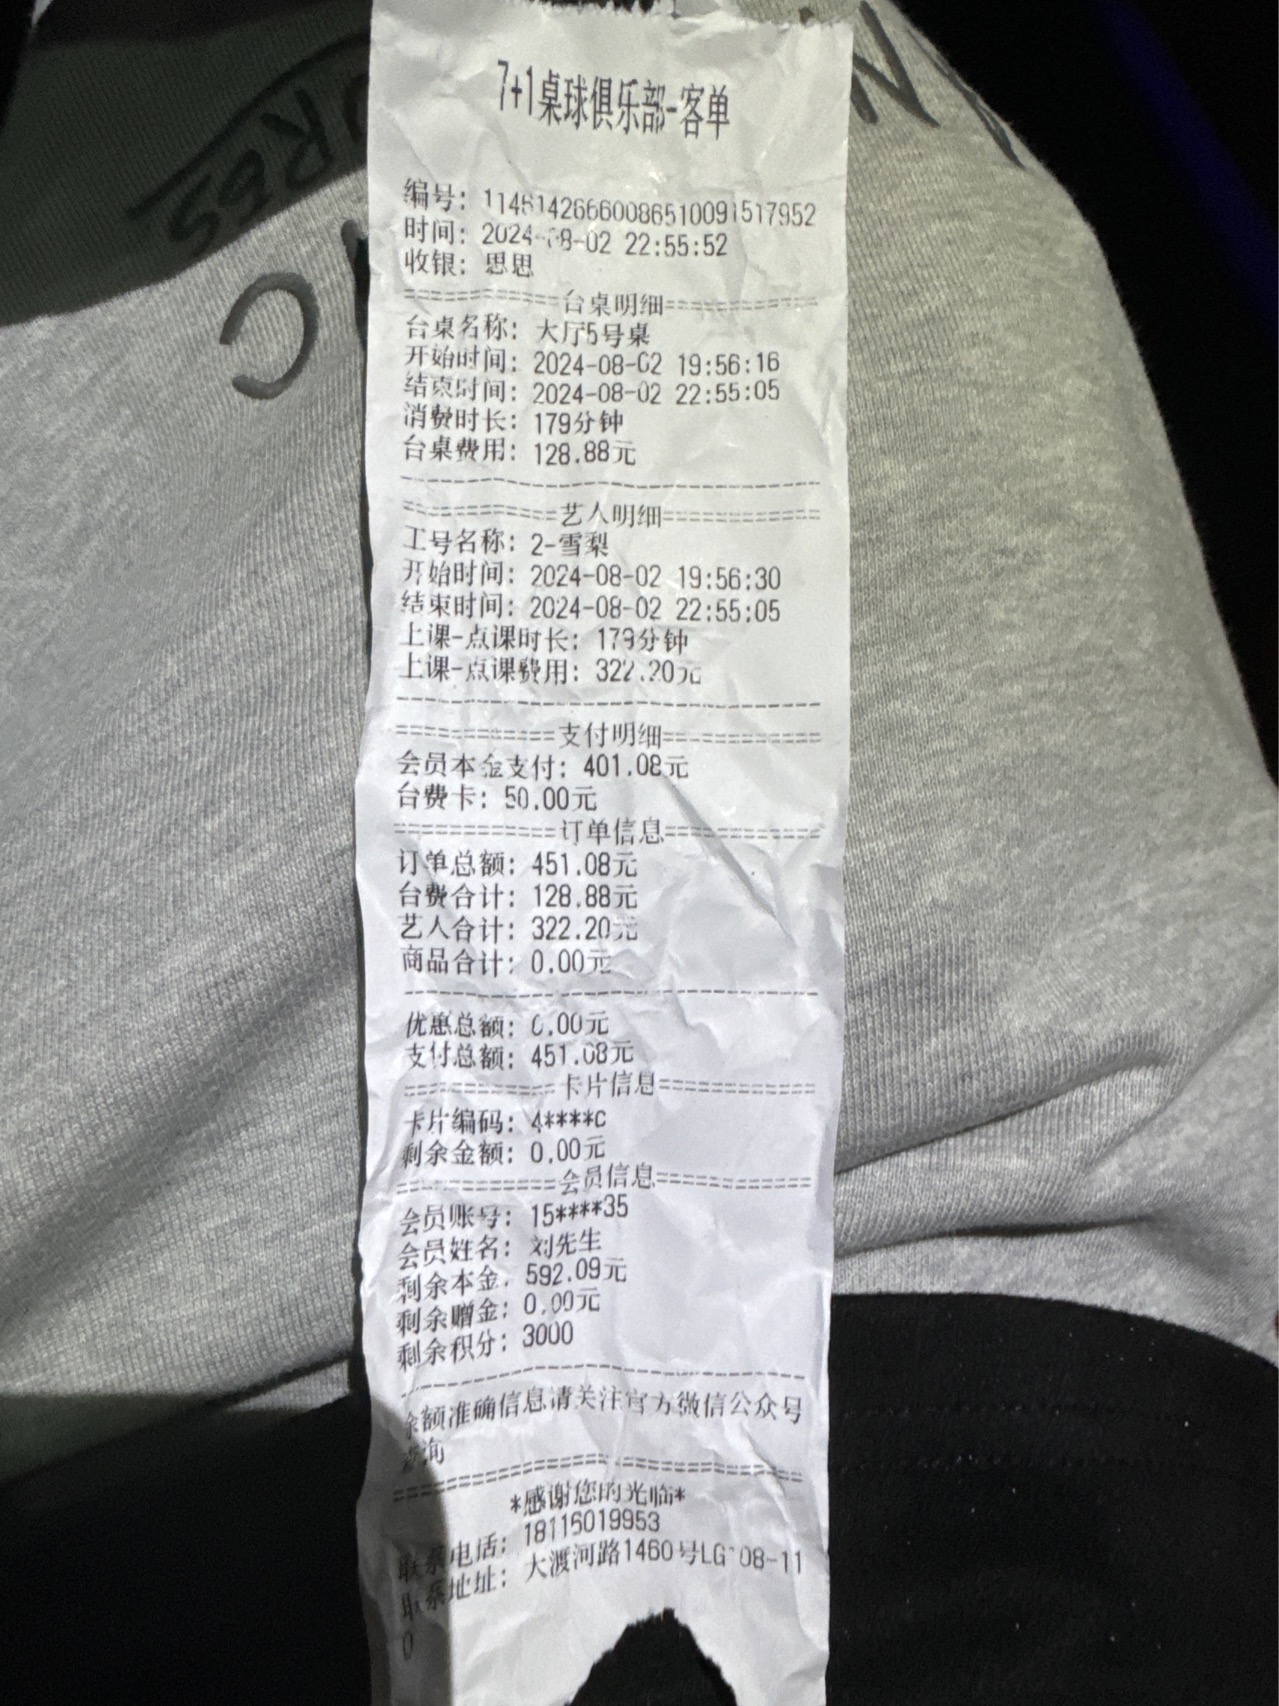 7+1桌球俱乐部-客单
编号: 11461426660086510091517952
时间: 2024-08-02 22:55:52
收银: 思思
=========台桌明细=========
台桌名称: 大厅5号桌
开始时间: 2024-08-02 19:56:16
结束时间: 2024-08-02 22:55:05
消费时长: 179分钟
台桌费用: 128.88元
=========艺人明细=========
工号名称: 2-雪梨
开始时间: 2024-08-02 19:56:30
结束时间: 2024-08-02 22:55:05
上课-点课时长: 179分钟
上课-点课费用: 322.20元
=========支付明细=========
会员本金支付: 401.08元
台费卡: 50.00元
=========订单信息=========
订单总额: 451.08元
台费合计: 128.88元
艺人合计: 322.20元
商品合计: 0.00元
优惠总额: 0.00元
支付总额: 451.08元
=========卡片信息=========
卡片编码: 4****C
剩余金额: 0.00元
=========会员信息=========
会员账号: 15****35
会员姓名: 刘先生
剩余本金: 592.09元
剩余赠金: 0.00元
剩余积分: 3000
余额准确信息请关注官方微信公众号
查询
*感谢您的光临*
联系电话: 18116019953
联系地址: 大渡河路1460号LG108-11
0